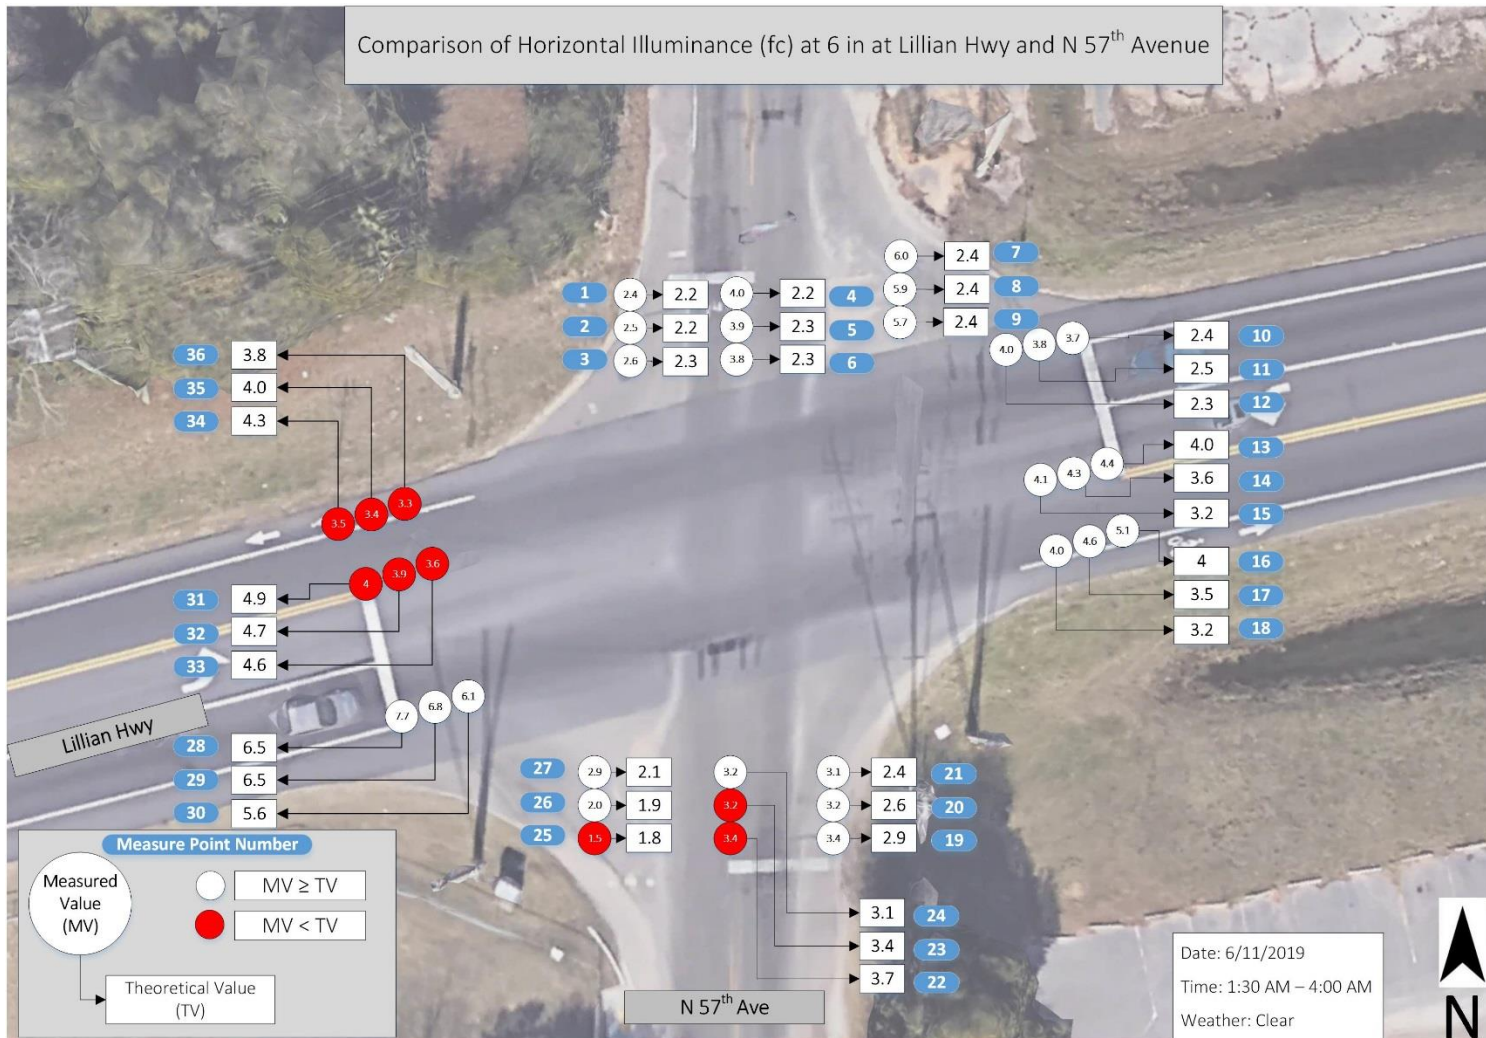 Comparison of Horizontal Illuminance (fc) at 6 in at Lillian Hwy and N 57th Avenue
6.0 2.4 7
1 2.4 2.2 4.0 2.2 4 5.9 2.4 8
2 2.5 2.2 3.9 2.3 5 5.7 2.4 9
3 2.6 2.3 3.8 2.3 6
4.0 3.8 3.7 2.4 10
2.5 11
2.3 12
36 3.8
35 4.0
34 4.3
3.5 3.4 3.3
4.1 4.3 4.4 4.0 13
3.6 14
3.2 15
4.0 4.6 5.1 4 16
3.5 17
3.2 18
4 3.9 3.6
31 4.9
32 4.7
33 4.6
Lillian Hwy
7.7 6.8 6.1
28 6.5
29 6.5
30 5.6
27 2.9 2.1 3.2 3.1 2.4 21
26 2.0 1.9 3.2 3.2 2.6 20
25 1.5 1.8 3.4 3.4 2.9 19
3.1 24
3.4 23
3.7 22
Measure Point Number
Measured
Value
(MV)
MV ≥ TV
MV < TV
Theoretical Value
(TV)
N 57th Ave
Date: 6/11/2019
Time: 1:30 AM – 4:00 AM
Weather: Clear
N